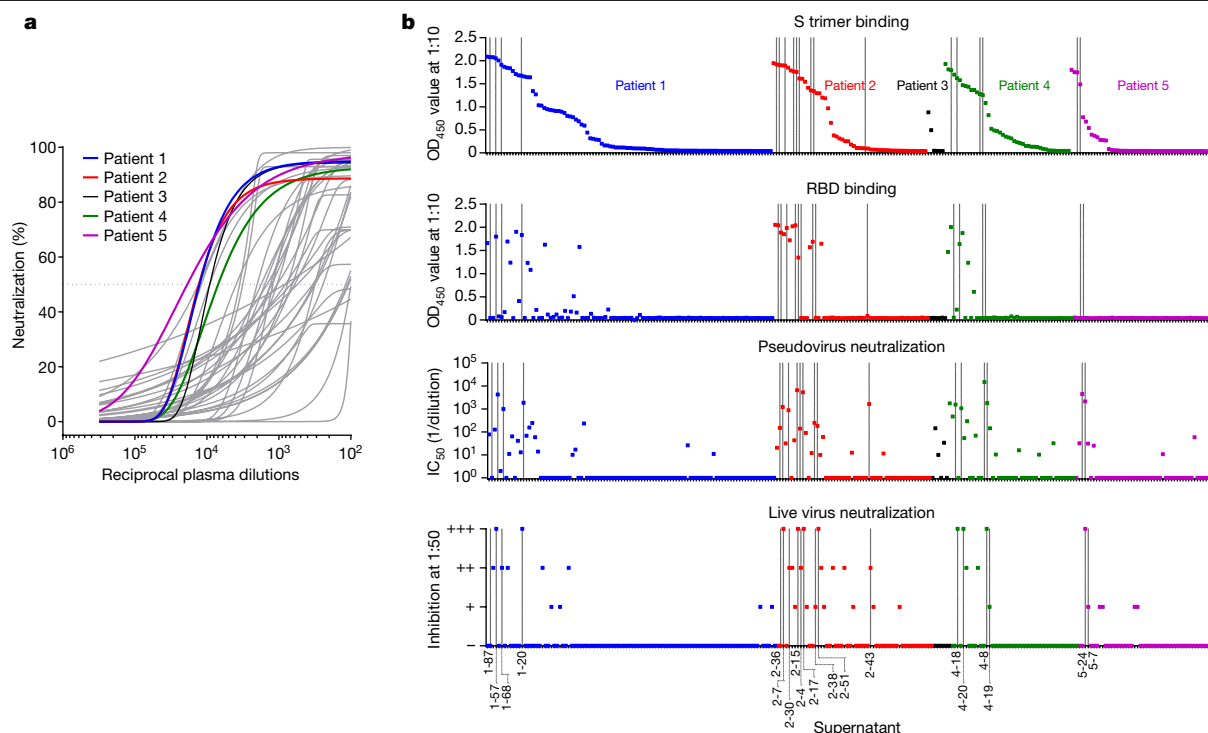 a
Neutralization (%)
100
80
60
40
20
0
Patient 1
Patient 2
Patient 3
Patient 4
Patient 5
10⁶
10⁵
10⁴
10³
10²
Reciprocal plasma dilutions
b
S trimer binding
OD₄₅₀ value at 1:10
2.5
2.0
1.5
1.0
0.5
0
Patient 1
Patient 2
Patient 3
Patient 4
Patient 5
RBD binding
OD₄₅₀ value at 1:10
2.5
2.0
1.5
1.0
0.5
0
Pseudovirus neutralization
IC₅₀ (1/dilution)
10⁵
10⁴
10³
10²
10¹
10⁰
Live virus neutralization
Inhibition at 1:50
+++
++
+
−
1-87
1-57
1-68
1-20
2-36
2-7
2-30
2-15
2-4
2-17
2-38
2-51
2-43
4-18
4-20
4-8
4-19
5-24
5-7
Supernatant